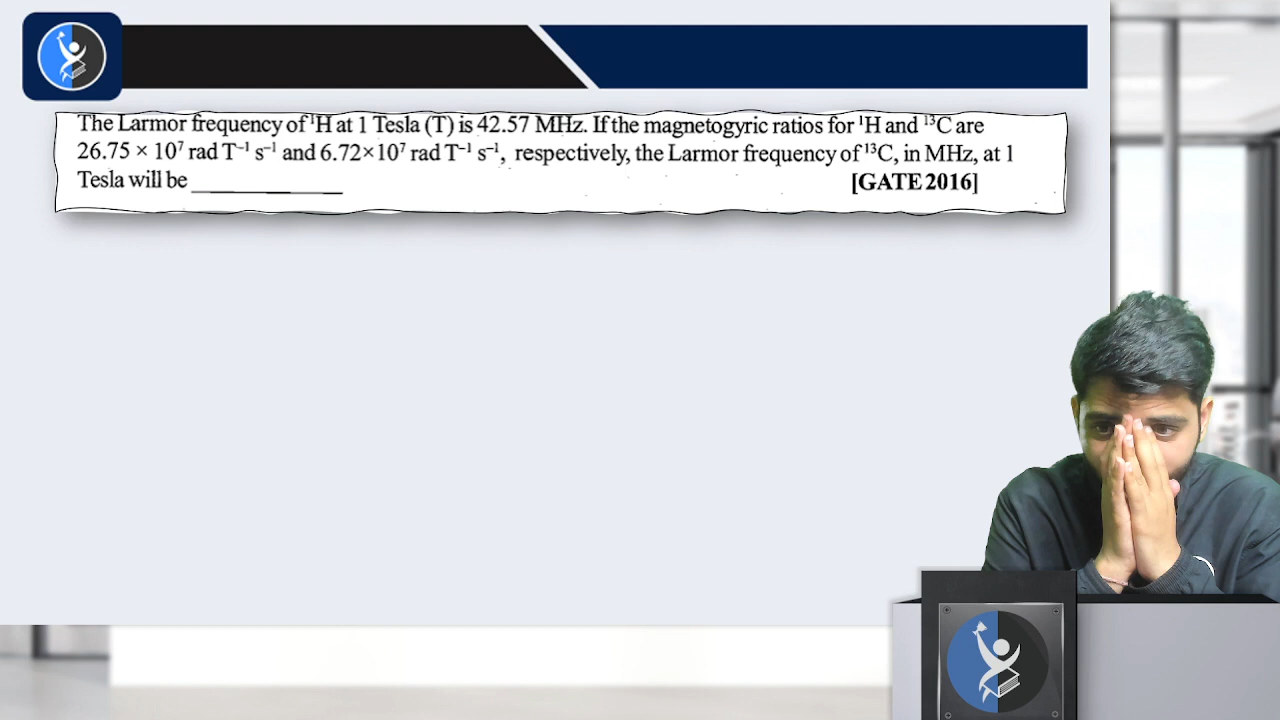 The Larmor frequency of ¹H at 1 Tesla (T) is 42.57 MHz. If the magnetogyric ratios for ¹H and ¹³C are
26.75 × 10⁷ rad T⁻¹ s⁻¹ and 6.72×10⁷ rad T⁻¹ s⁻¹, respectively, the Larmor frequency of ¹³C, in MHz, at 1
Tesla will be _______________ [GATE 2016]